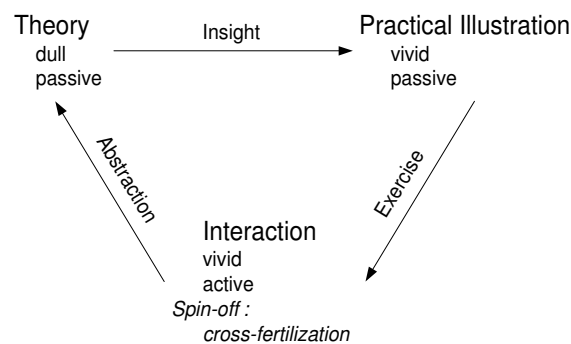 Theory
dull
passive
Insight
Practical Illustration
vivid
passive
Abstraction
Exercise
Interaction
vivid
active
Spin-off :
cross-fertilization